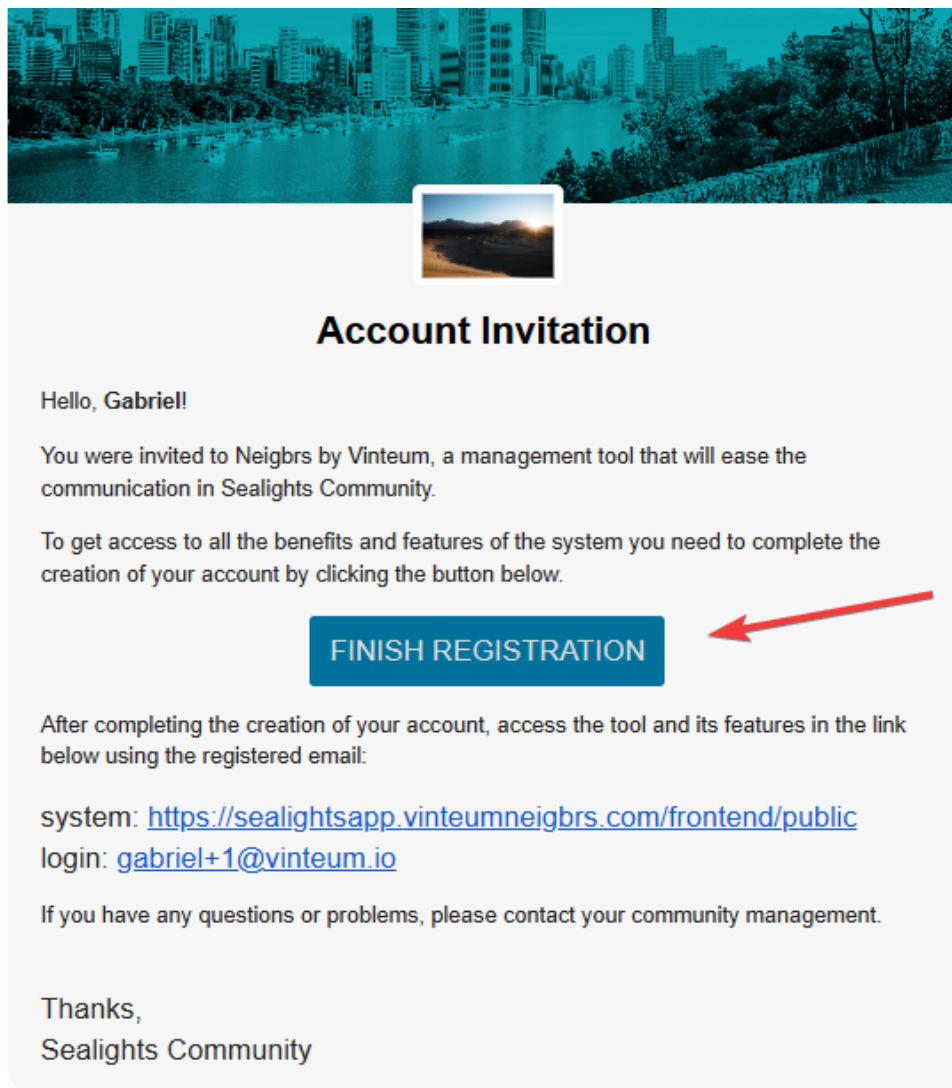 Account Invitation
Hello, Gabriel!
You were invited to Neigbrs by Vinteum, a management tool that will ease the
communication in Sealights Community.
To get access to all the benefits and features of the system you need to complete the
creation of your account by clicking the button below.
FINISH REGISTRATION
After completing the creation of your account, access the tool and its features in the link
below using the registered email:
system: https://sealightsapp.vinteumneigbrs.com/frontend/public
login: gabriel+1@vinteum.io
If you have any questions or problems, please contact your community management.
Thanks,
Sealights Community